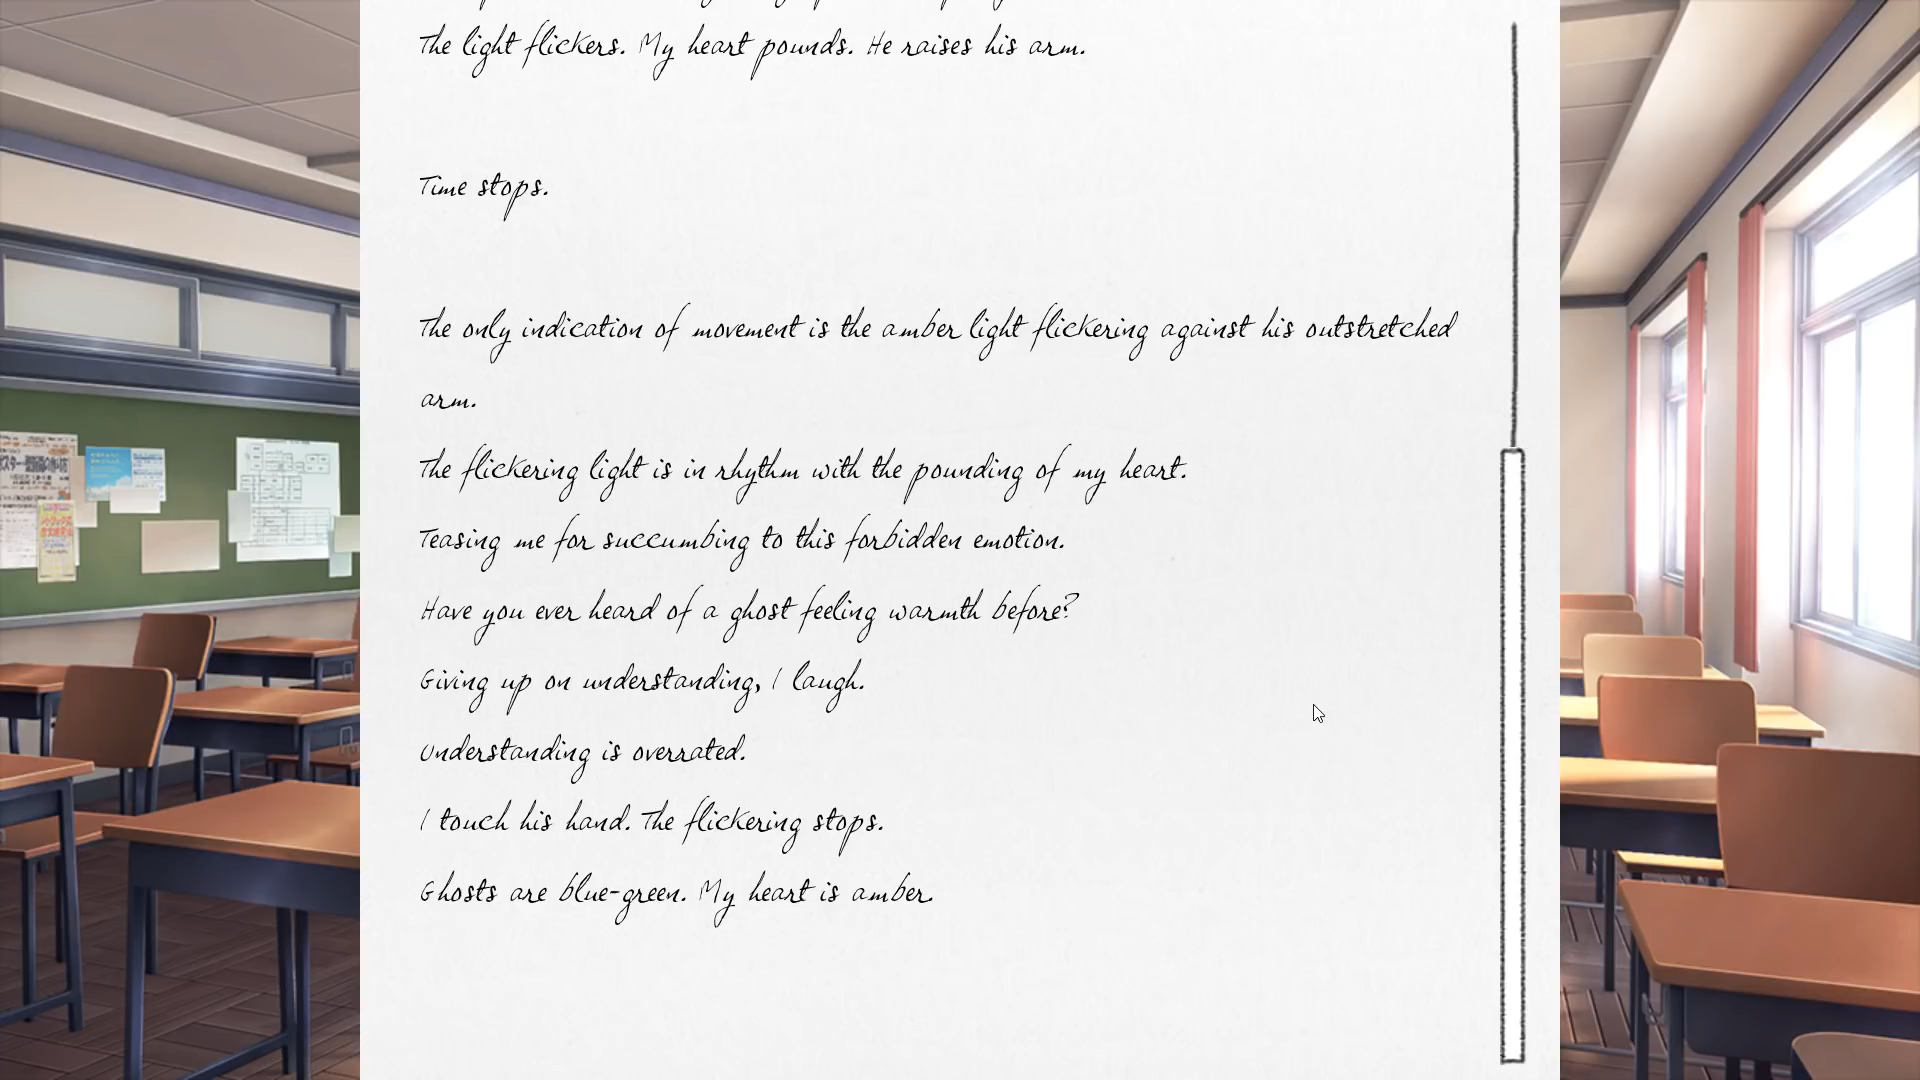 The light flickers. My heart pounds. He raises his arm.
Time stops.
The only indication of movement is the amber light flickering against his outstretched
arm.
The flickering light is in rhythm with the pounding of my heart.
Teasing me for succumbing to this forbidden emotion.
Have you ever heard of a ghost feeling warmth before?
Giving up on understanding, I laugh.
Understanding is overrated.
I touch his hand. The flickering stops.
Ghosts are blue-green. My heart is amber.